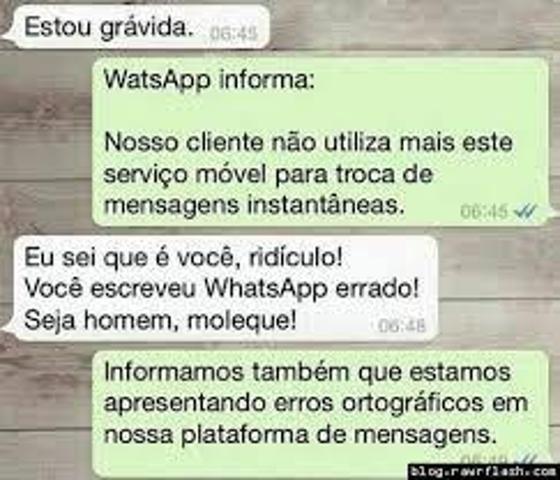 Estou grávida. 06:45
WatsApp informa:
Nosso cliente não utiliza mais este
serviço móvel para troca de
mensagens instantâneas. 06:45
Eu sei que é você, ridículo!
Você escreveu WhatsApp errado!
Seja homem, moleque! 06:48
Informamos também que estamos
apresentando erros ortográficos em
nossa plataforma de mensagens.
blog.rawrflash.com